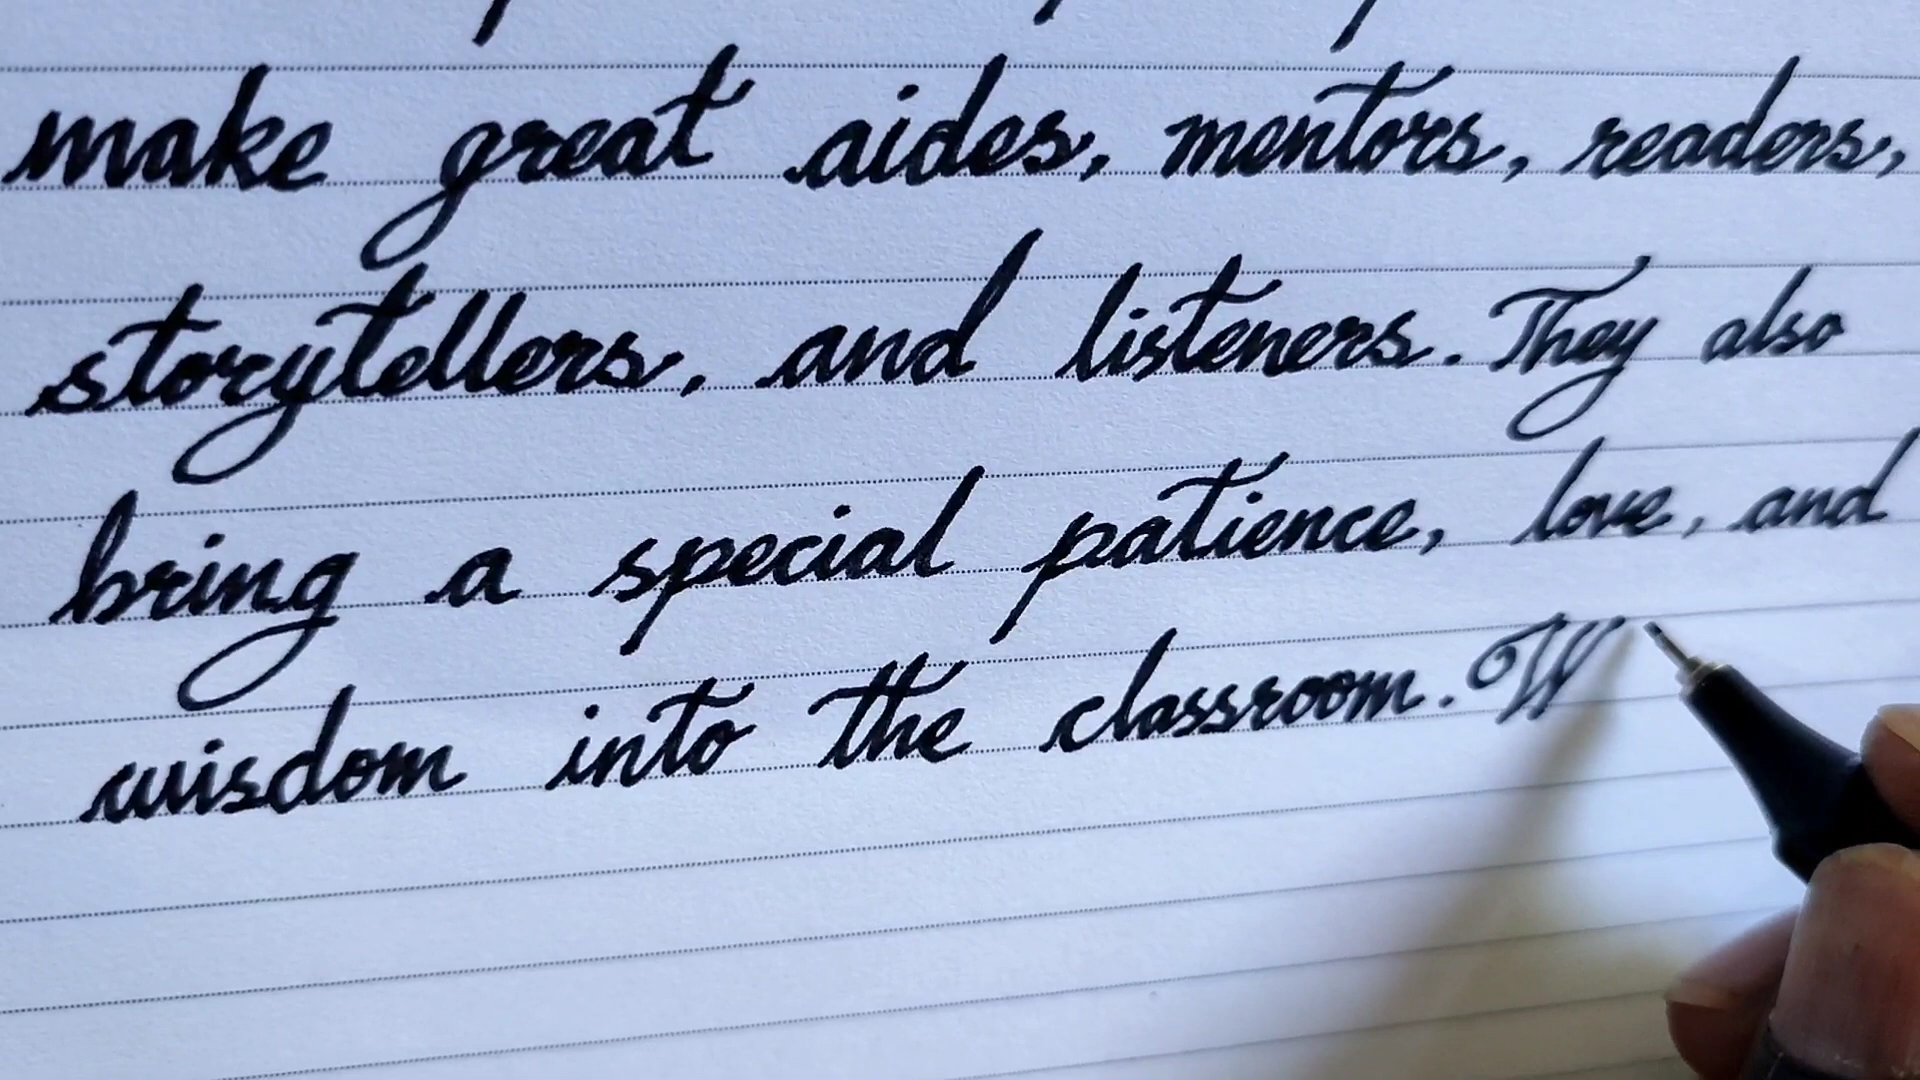 make great aides, mentors, readers,
storytellers, and listeners. They also
bring a special patience, love, and
wisdom into the classroom. W